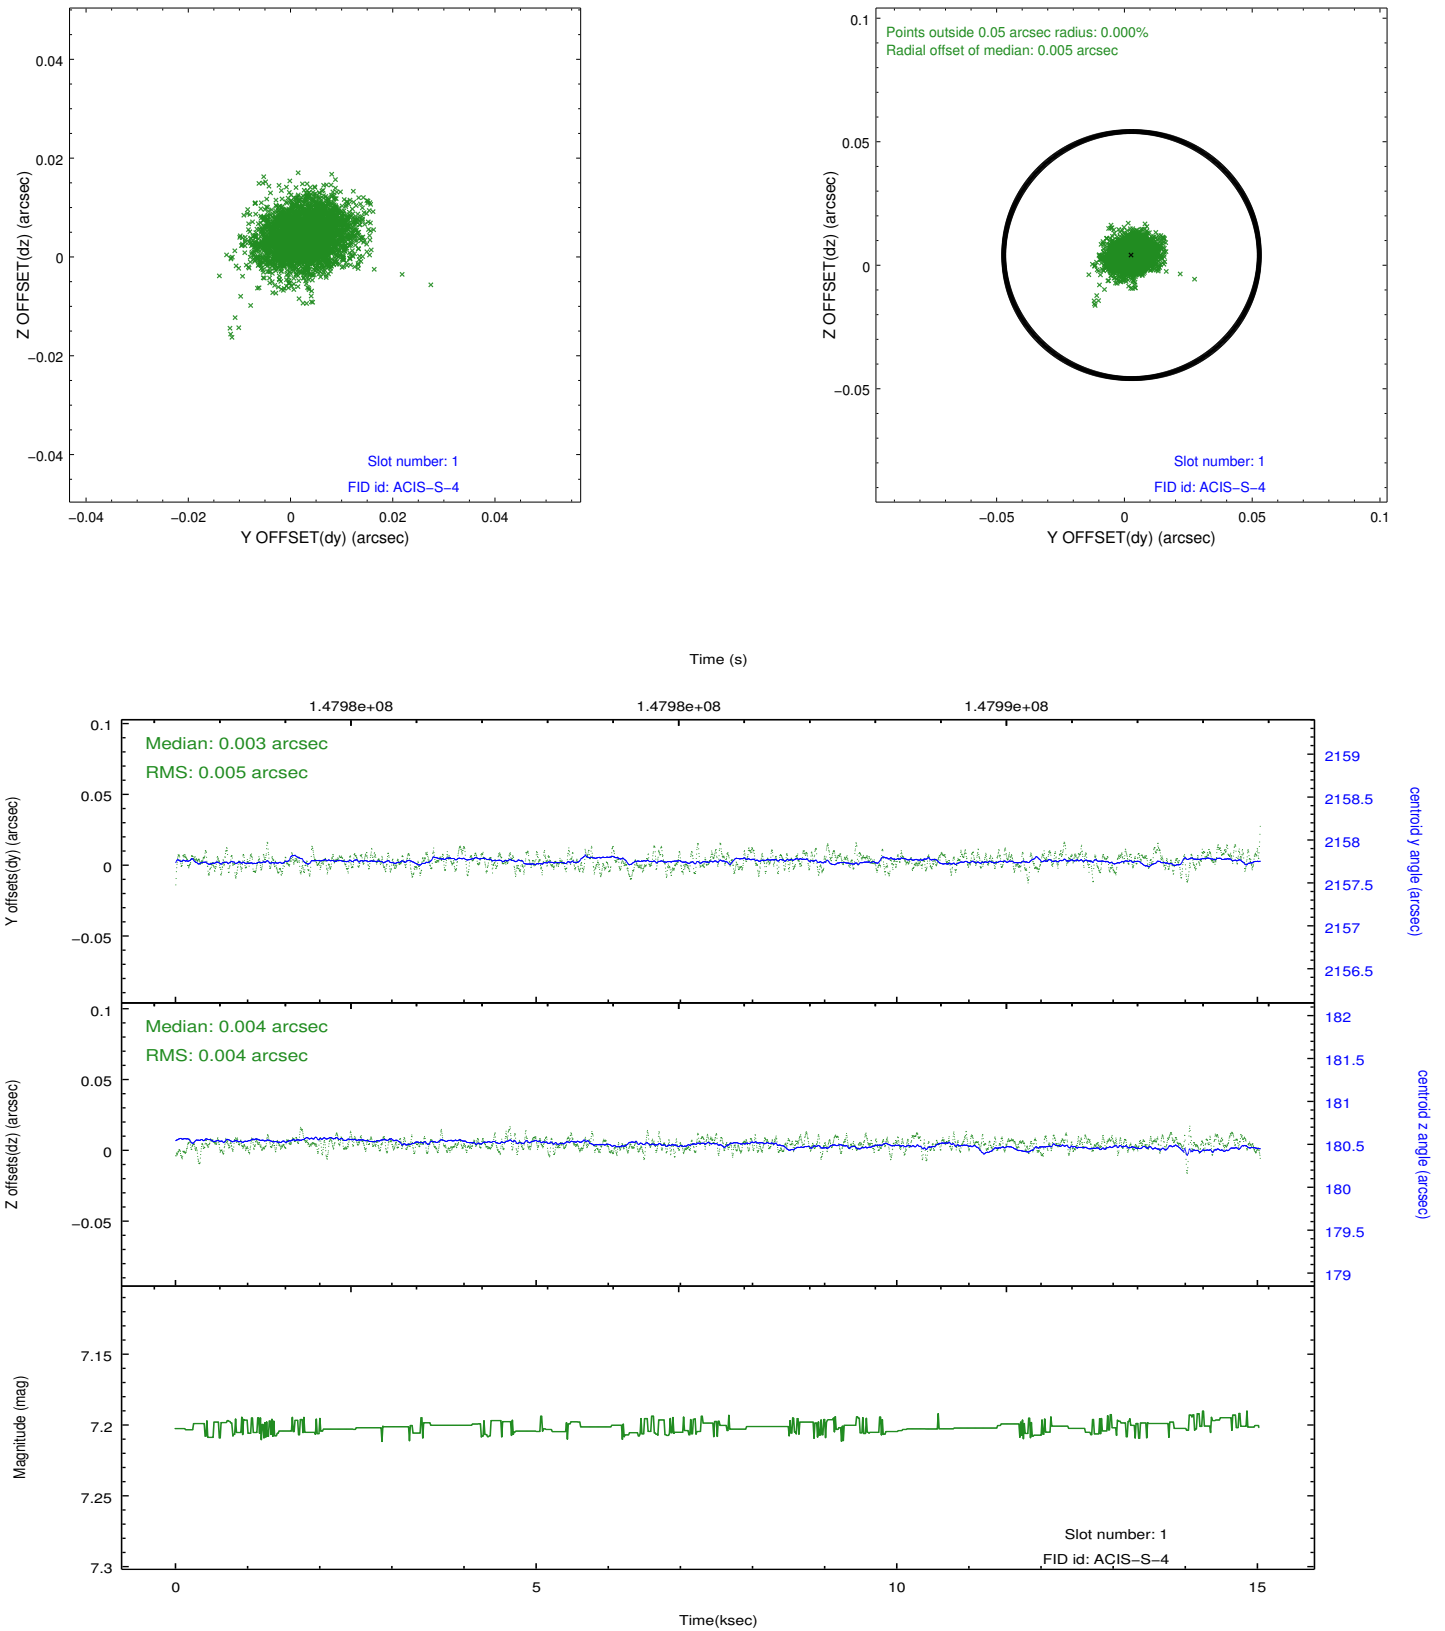 0.04
0.02
0
−0.02
−0.04
Z OFFSET(dz) (arcsec)
Slot number: 1
FID id: ACIS−S−4
−0.04
−0.02
0
0.02
0.04
Y OFFSET(dy) (arcsec)
Points outside 0.05 arcsec radius: 0.000%
Radial offset of median: 0.005 arcsec
0.1
0.05
0
−0.05
Z OFFSET(dz) (arcsec)
Slot number: 1
FID id: ACIS−S−4
−0.05
0
0.05
0.1
Y OFFSET(dy) (arcsec)
Time (s)
1.4798e+08
1.4798e+08
1.4799e+08
Median: 0.003 arcsec
RMS: 0.005 arcsec
0.1
0.05
0
−0.05
Y offsets(dy) (arcsec)
2159
2158.5
2158
2157.5
2157
2156.5
centroid y angle (arcsec)
Median: 0.004 arcsec
RMS: 0.004 arcsec
0.1
0.05
0
−0.05
Z offsets(dz) (arcsec)
182
181.5
181
180.5
180
179.5
179
centroid z angle (arcsec)
7.15
7.2
7.25
7.3
Magnitude (mag)
Slot number: 1
FID id: ACIS−S−4
0
5
10
15
Time(ksec)